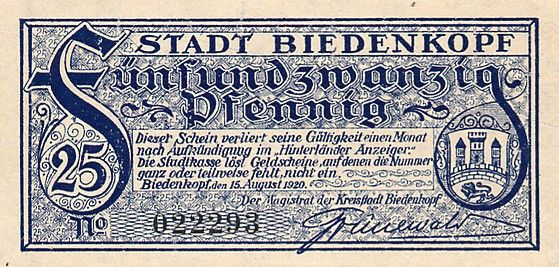 STADT BIEDENKOPF
Fünfundzwanzig
Pfennig
25
Dieser Schein verliert seine Gültigkeit einen Monat
nach Aufkündigung im „Hinterländer Anzeiger."
Die Stadtkasse löst Geldscheine, auf denen die Nummer
ganz oder teilweise fehlt, nicht ein.
Biedenkopf, den 15. August 1920.
Der Magistrat der Kreisstadt Biedenkopf
No 022293
Grünewald